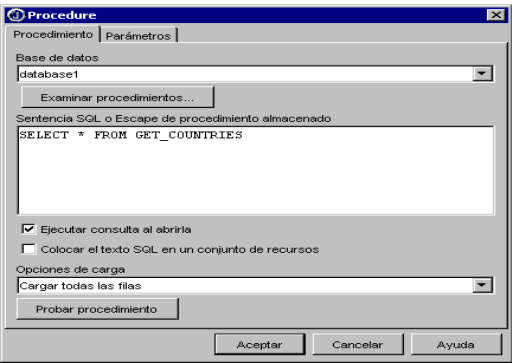 Procedure
Procedimiento Parámetros
Base de datos
database1
Examinar procedimientos...
Sentencia SQL o Escape de procedimiento almacenado
SELECT * FROM GET_COUNTRIES
Ejecutar consulta al abrirla
Colocar el texto SQL en un conjunto de recursos
Opciones de carga
Cargar todas las filas
Probar procedimiento
Aceptar Cancelar Ayuda